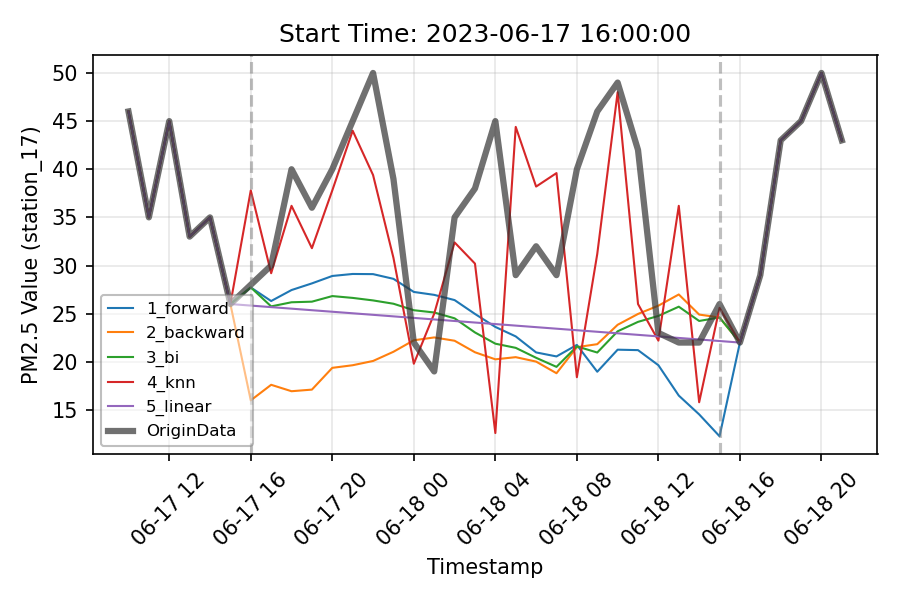 Start Time: 2023-06-17 16:00:00
PM2.5 Value (station_17)
50
45
40
35
30
25
20
15
1_forward
2_backward
3_bi
4_knn
5_linear
OriginData
06-17 12
06-17 16
06-17 20
06-18 00
06-18 04
06-18 08
06-18 12
06-18 16
06-18 20
Timestamp